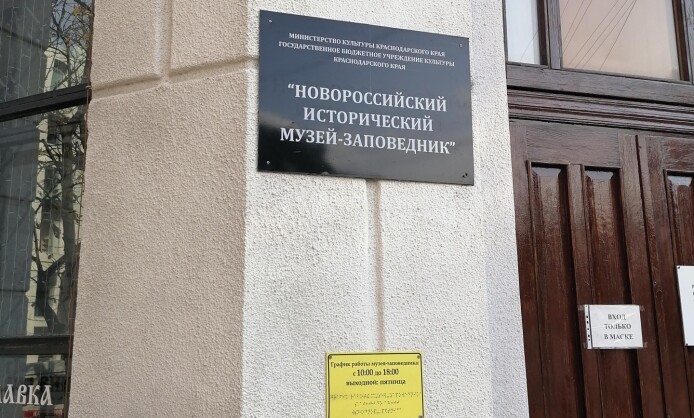 МИНИСТЕРСТВО КУЛЬТУРЫ КРАСНОДАРСКОГО КРАЯ
ГОСУДАРСТВЕННОЕ БЮДЖЕТНОЕ УЧРЕЖДЕНИЕ КУЛЬТУРЫ
КРАСНОДАРСКОГО КРАЯ
"НОВОРОССИЙСКИЙ
ИСТОРИЧЕСКИЙ
МУЗЕЙ-ЗАПОВЕДНИК"
ВХОД
ТОЛЬКО
В МАСКЕ
График работы музея-заповедника
с 10:00 до 18:00
выходной: пятница
ЛАВКА